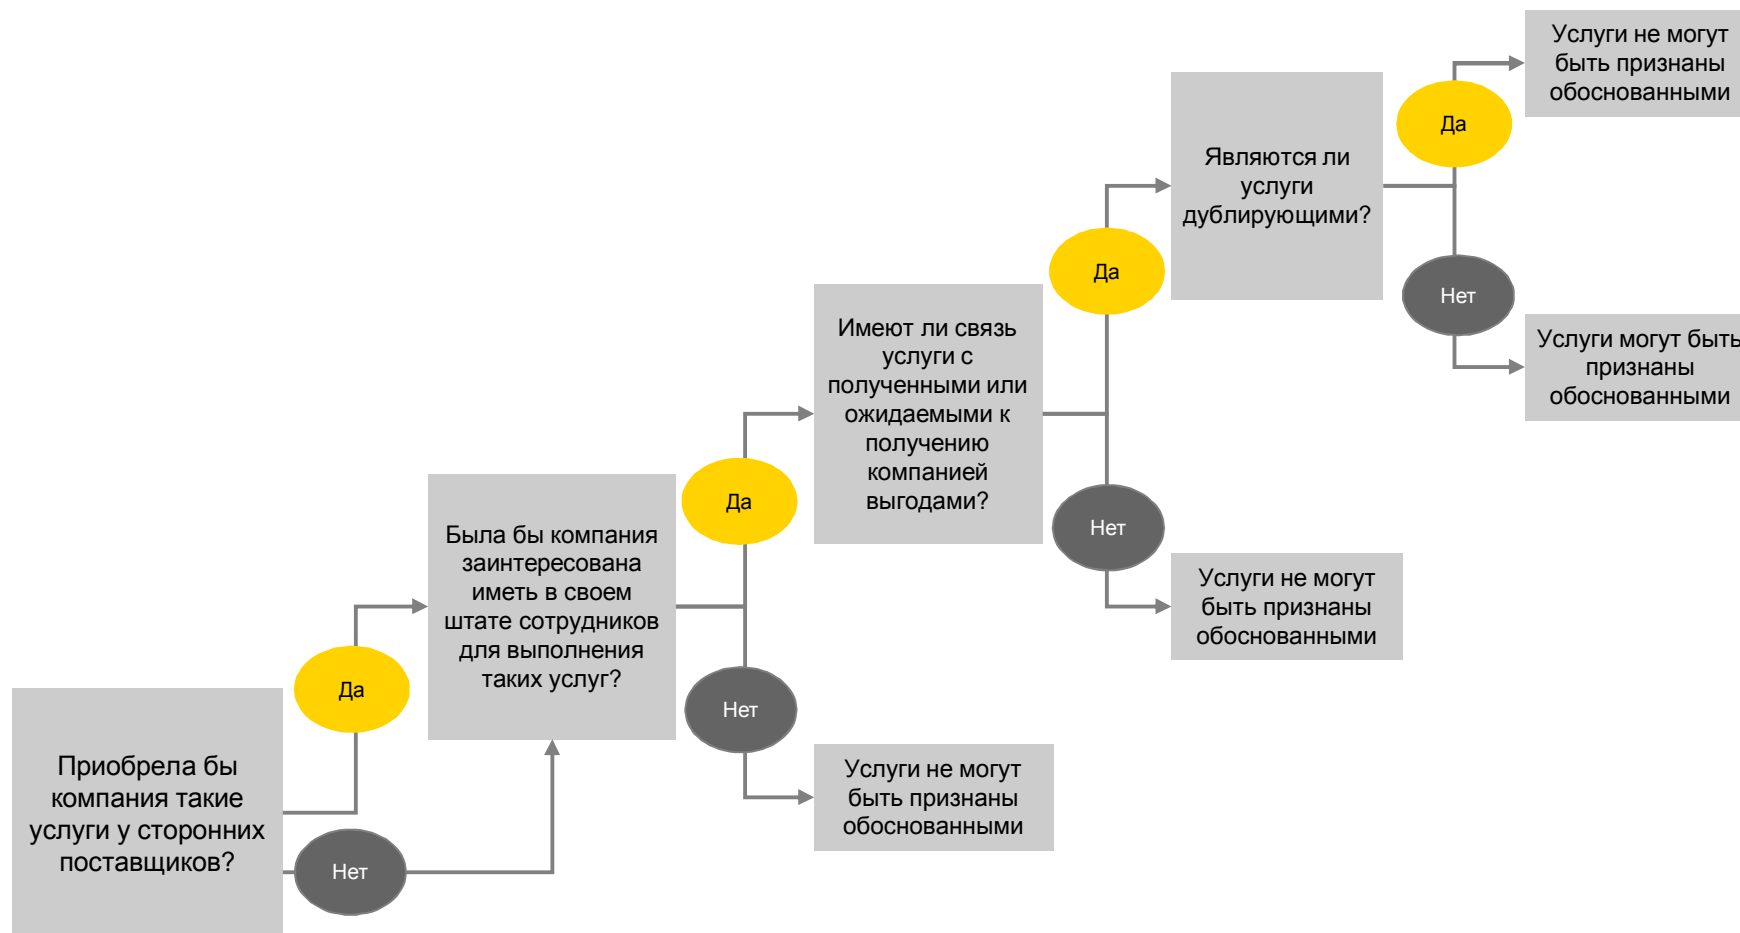 Приобрела бы
компания такие
услуги у сторонних
поставщиков?
Да
Нет
Была бы компания
заинтересована
иметь в своем
штате сотрудников
для выполнения
таких услуг?
Да
Нет
Услуги не могут
быть признаны
обоснованными
Имеют ли связь
услуги с
полученными или
ожидаемыми к
получению
компанией
выгодами?
Да
Нет
Услуги не могут
быть признаны
обоснованными
Являются ли
услуги
дублирующими?
Да
Услуги не могут
быть признаны
обоснованными
Нет
Услуги могут быть
признаны
обоснованными